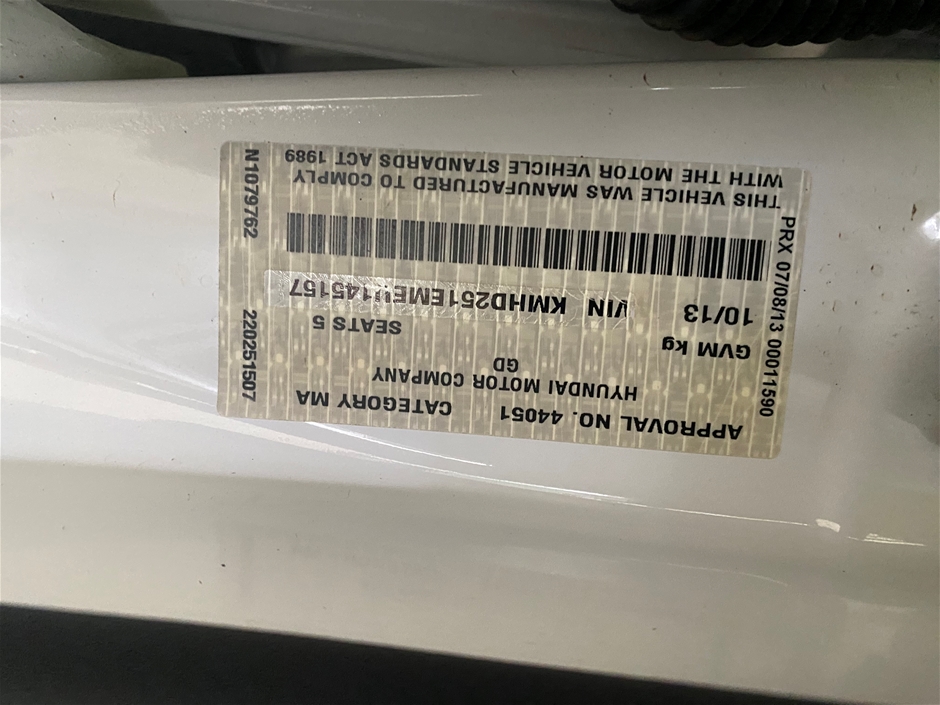 APPROVAL NO. 44051 CATEGORY MA
HYUNDAI MOTOR COMPANY
GD
GVM kg SEATS 5
10/13 VIN KMHD251EMEU145157
THIS VEHICLE WAS MANUFACTURED TO COMPLY
WITH THE MOTOR VEHICLE STANDARDS ACT 1989
PRX 07/08/13 00011590
220251507 N1079762